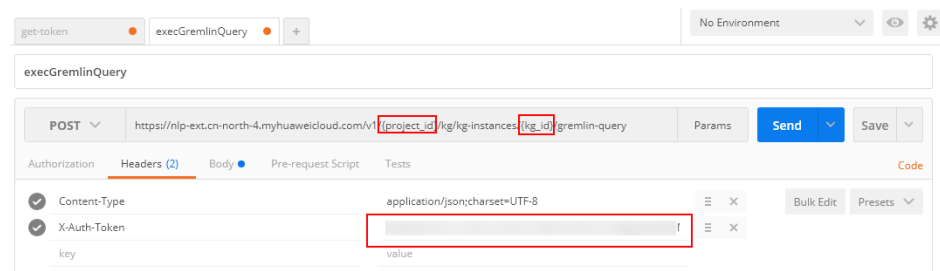 No Environment
get-token execGremlinQuery +
execGremlinQuery
POST https://nlp-ext.cn-north-4.myhuaweicloud.com/v1/{project_id}/kg/kg-instances/{kg_id}/gremlin-query Params Send Save
Authorization Headers (2) Body Pre-request Script Tests Code
Content-Type application/json;charset=UTF-8 Bulk Edit Presets
X-Auth-Token
key value